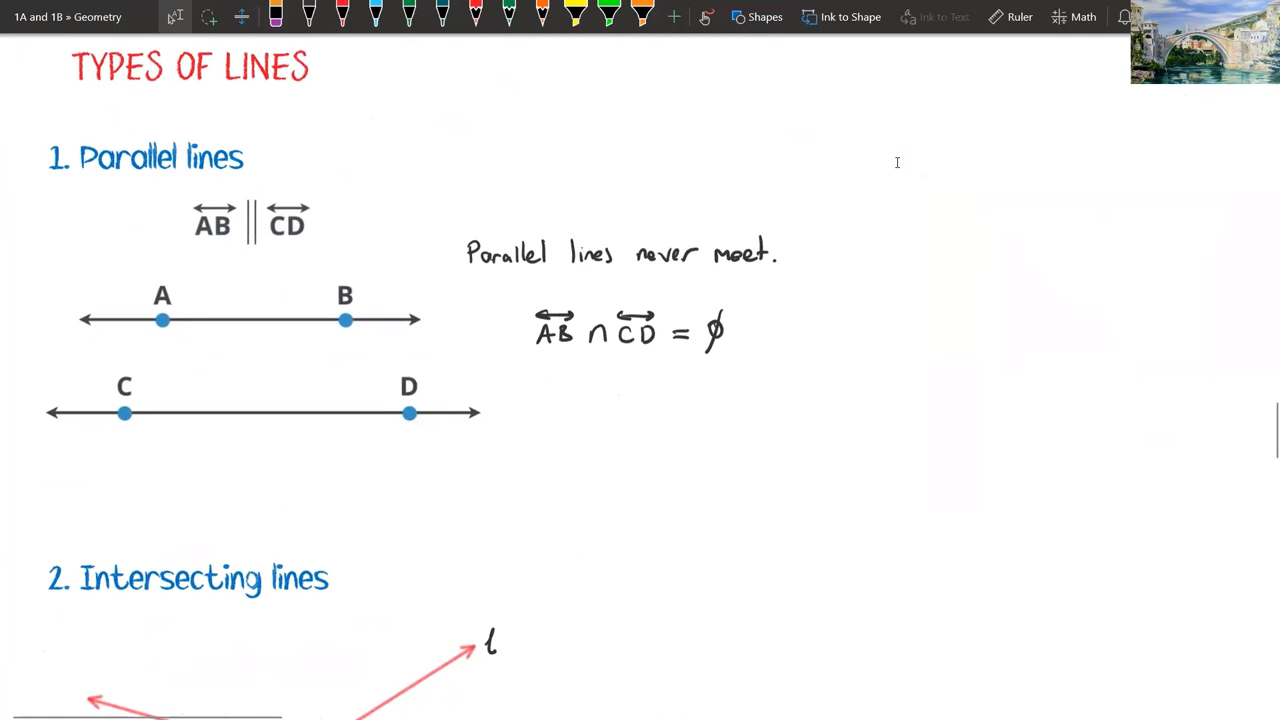 1A and 1B » Geometry
Shapes
Ink to Shape
Ink to Text
Ruler
Math
TYPES OF LINES
1. Parallel lines
AB || CD
Parallel lines never meet.
A B
AB ∩ CD = ∅
C D
2. Intersecting lines
l